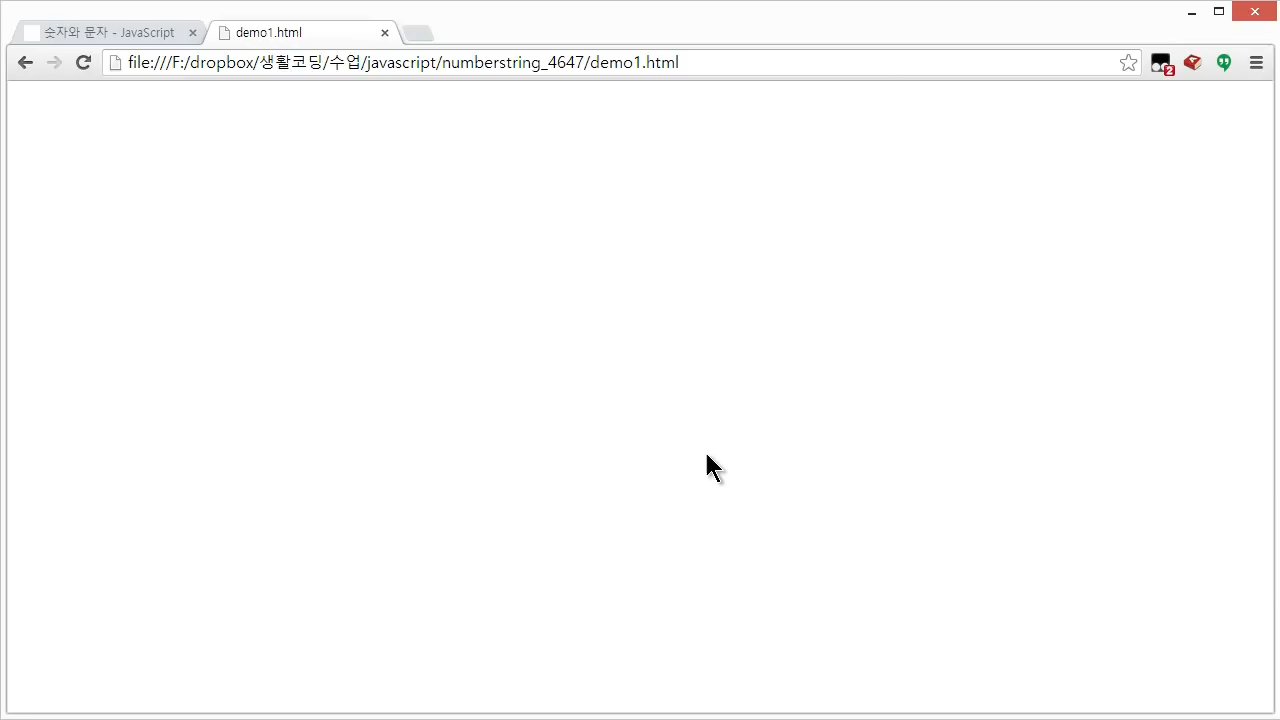 숫자와 문자 - JavaScript
demo1.html
file:///F:/dropbox/생활코딩/수업/javascript/numberstring_4647/demo1.html
2